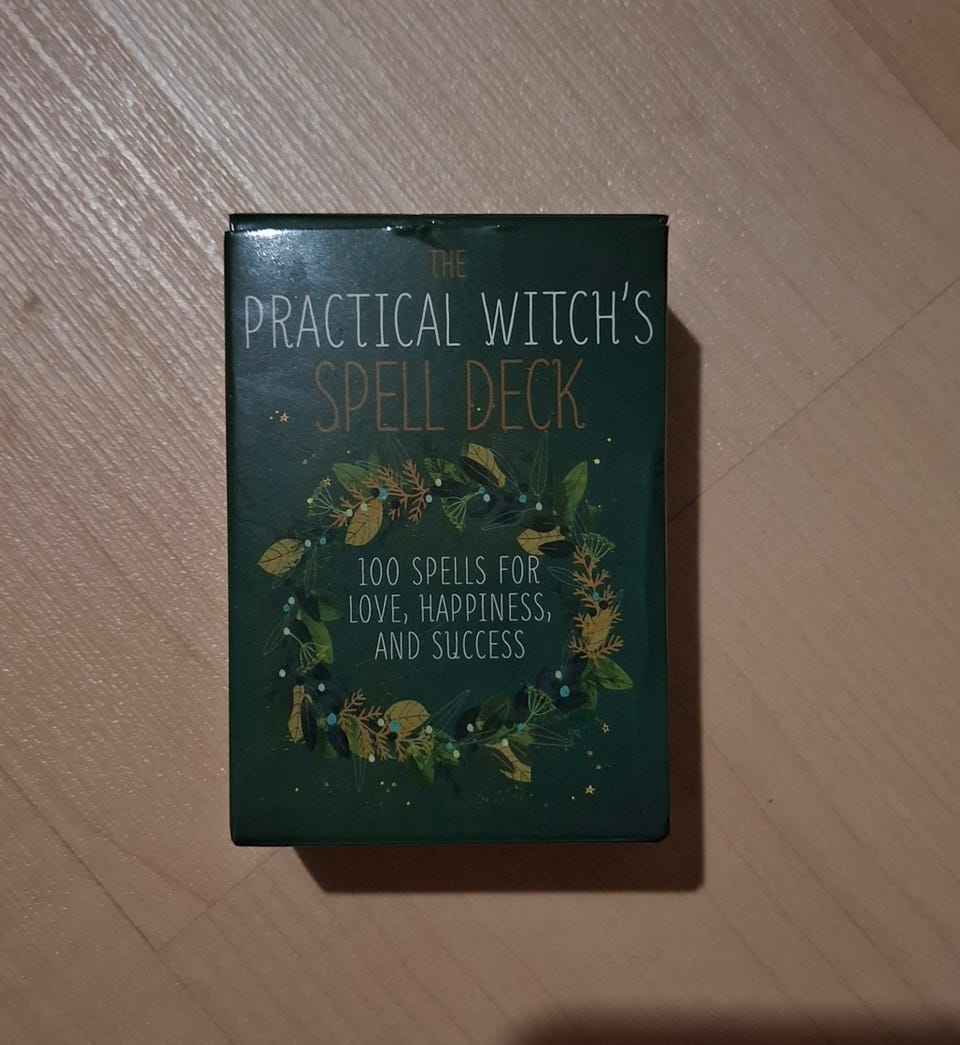 THE
PRACTICAL WITCH'S
SPELL DECK
100 SPELLS FOR
LOVE, HAPPINESS,
AND SUCCESS